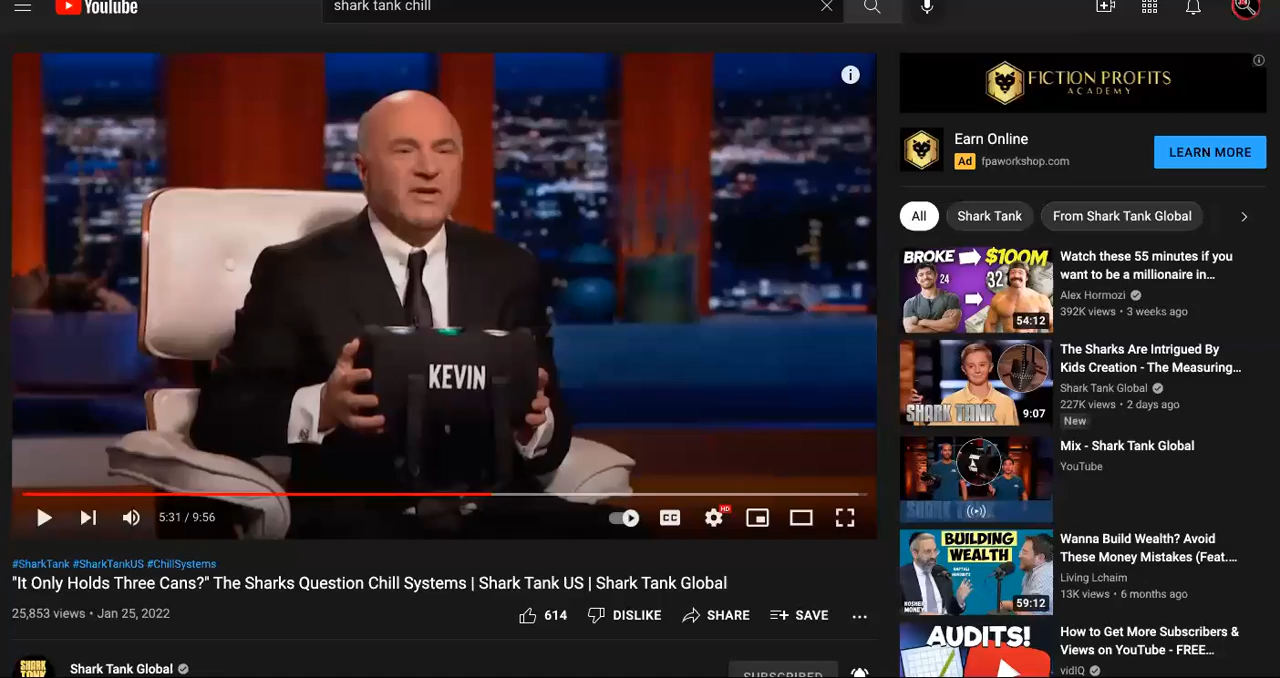 YouTube
shark tank chill
KEVIN
5:31 / 9:56
CC
HD
#SharkTank #SharkTankUS #ChillSystems
"It Only Holds Three Cans?" The Sharks Question Chill Systems | Shark Tank US | Shark Tank Global
25,853 views • Jan 25, 2022
614
DISLIKE
SHARE
SAVE
SHARK
TANK
Shark Tank Global
SUBSCRIBED
FICTION PROFITS
ACADEMY
Earn Online
Ad fpaworkshop.com
LEARN MORE
All
Shark Tank
From Shark Tank Global
BROKE $100M
24
32
54:12
Watch these 55 minutes if you
want to be a millionaire in...
Alex Hormozi
392K views • 3 weeks ago
SHARK TANK
9:07
The Sharks Are Intrigued By
Kids Creation - The Measuring...
Shark Tank Global
227K views • 2 days ago
New
Mix - Shark Tank Global
YouTube
BUILDING
WEALTH
KOSHER
MONEY
59:12
Wanna Build Wealth? Avoid
These Money Mistakes (Feat....
Living Lchaim
13K views • 6 months ago
AUDITS!
How to Get More Subscribers &
Views on YouTube - FREE...
vidIQ